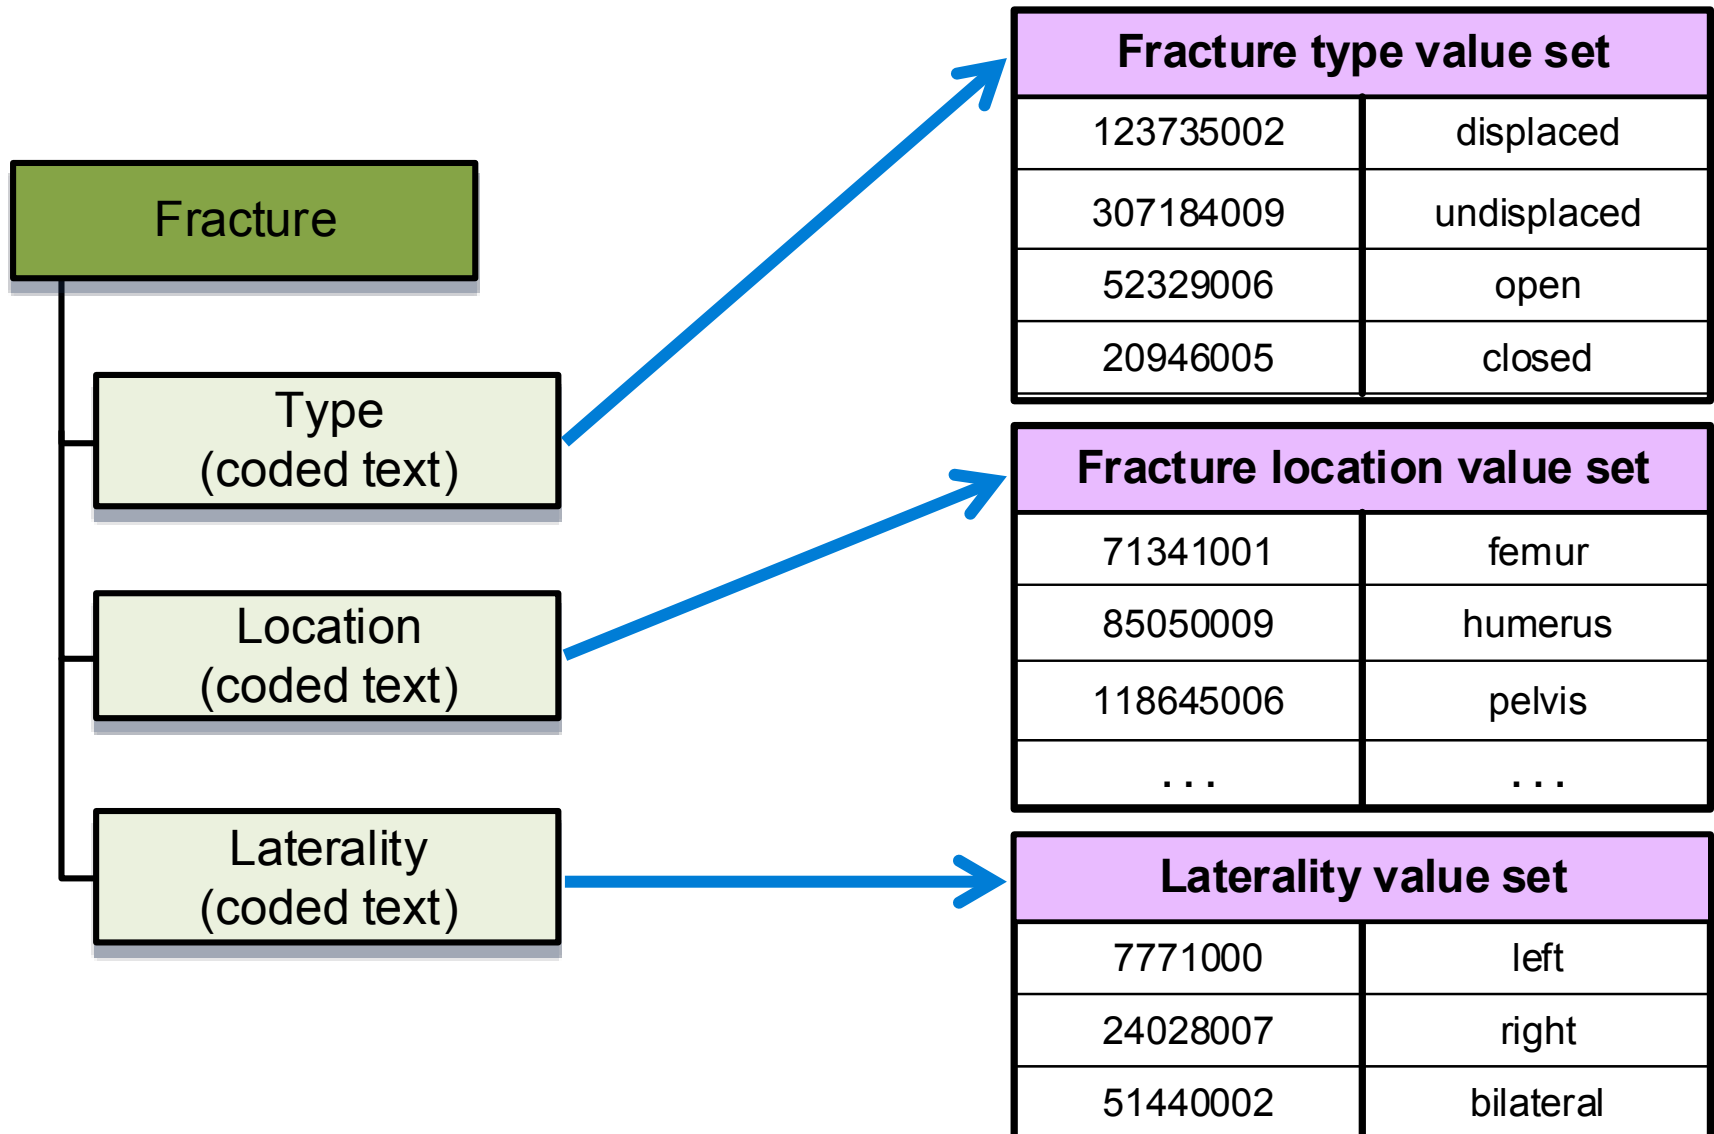 Fracture
Type
(coded text)
Location
(coded text)
Laterality
(coded text)
Fracture type value set
123735002 displaced
307184009 undisplaced
52329006 open
20946005 closed
Fracture location value set
71341001 femur
85050009 humerus
118645006 pelvis
. . . . . .
Laterality value set
7771000 left
24028007 right
51440002 bilateral